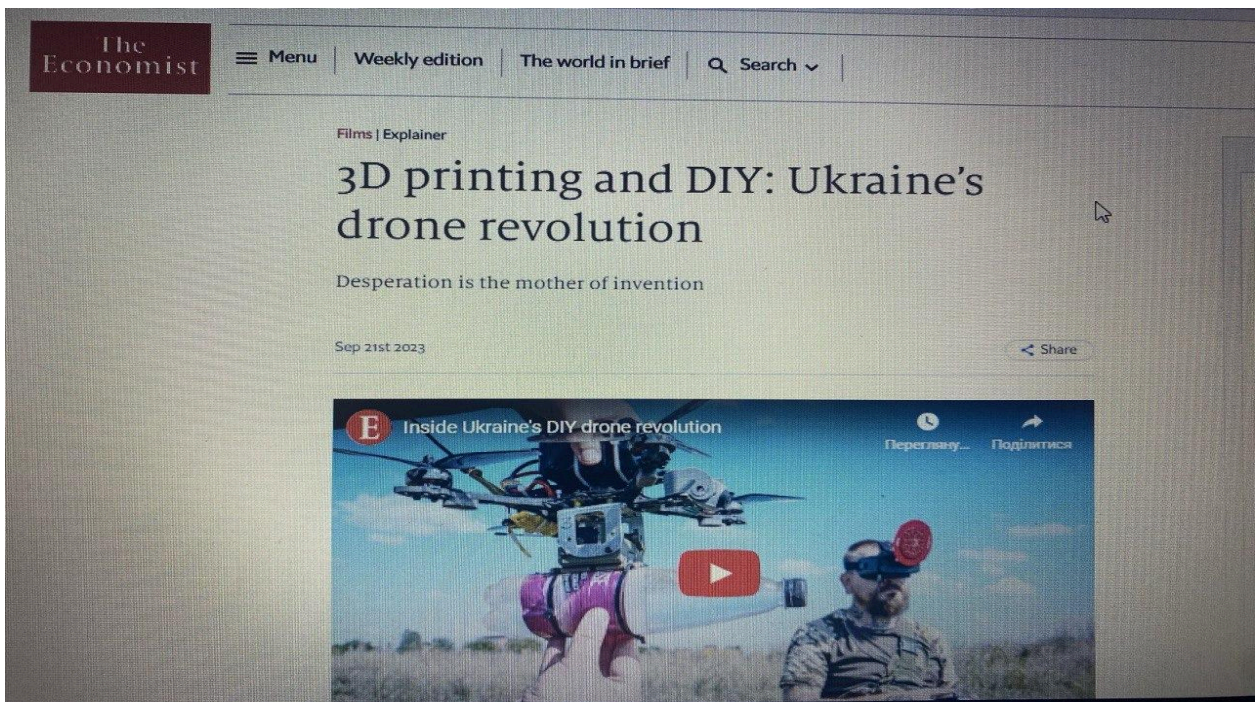 The
Economist
Menu
Weekly edition
The world in brief
Search
Films | Explainer
3D printing and DIY: Ukraine's
drone revolution
Desperation is the mother of invention
Sep 21st 2023
Share
E
Inside Ukraine's DIY drone revolution
Перегляну...
Поділитися